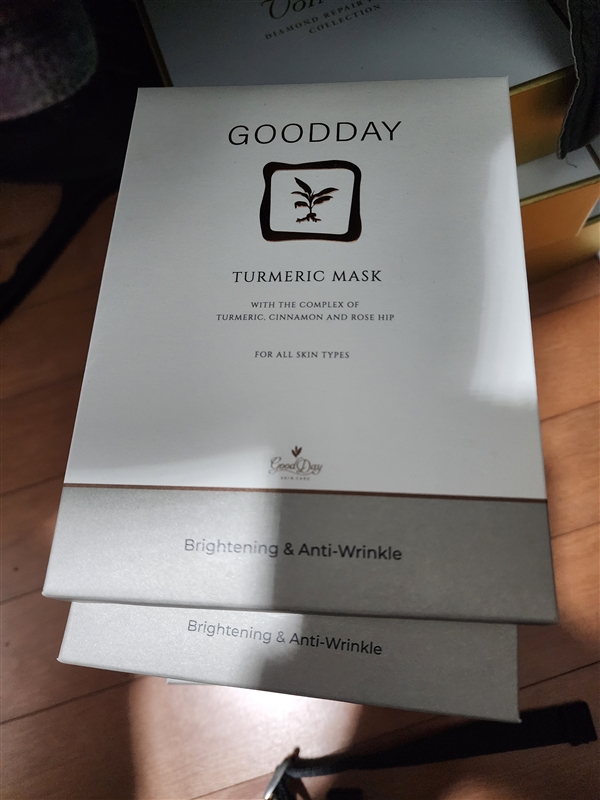 DIAMOND REPAIR
COLLECTION
GOODDAY
TURMERIC MASK
WITH THE COMPLEX OF
TURMERIC, CINNAMON AND ROSE HIP
FOR ALL SKIN TYPES
Good Day
SKIN CARE
Brightening & Anti-Wrinkle
Brightening & Anti-Wrinkle